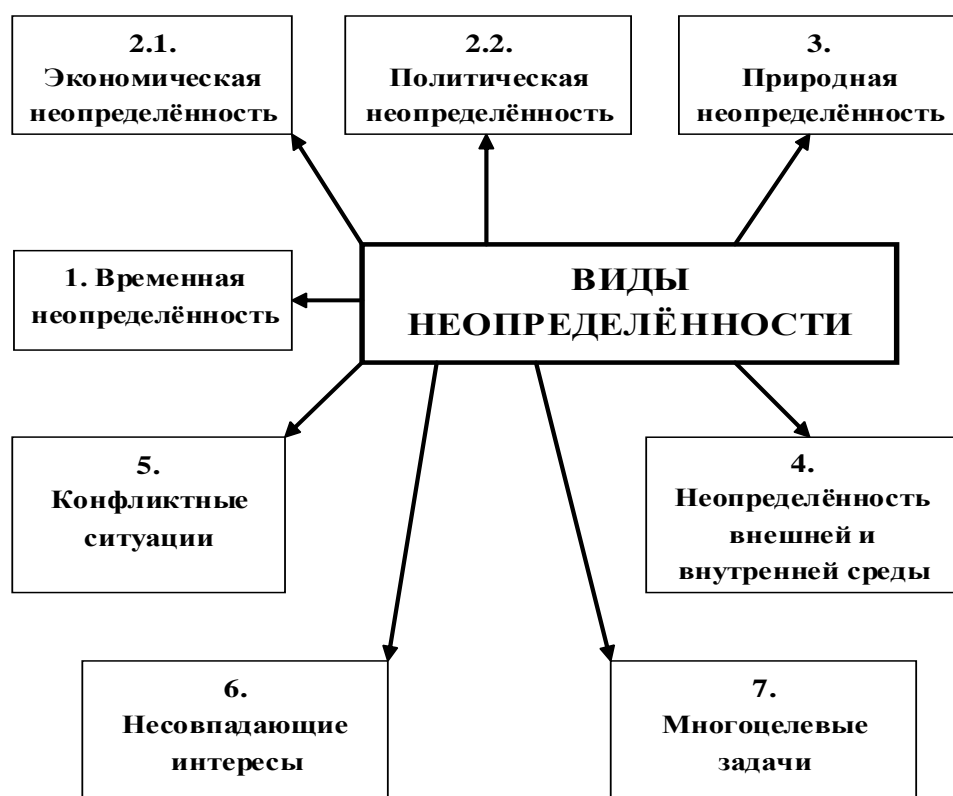 2.1.
Экономическая
неопределённость
2.2.
Политическая
неопределённость
3.
Природная
неопределённость
1. Временная
неопределённость
ВИДЫ
НЕОПРЕДЕЛЁННОСТИ
5.
Конфликтные
ситуации
4.
Неопределённость
внешней и
внутренней среды
6.
Несовпадающие
интересы
7.
Многоцелевые
задачи